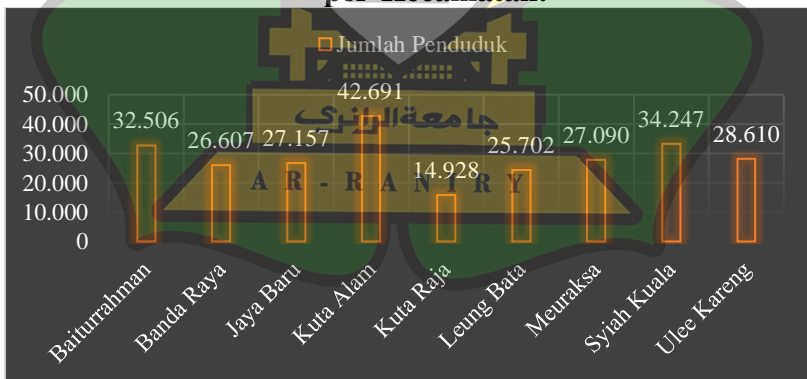 per Kecamatan.
Jumlah Penduduk
50.000
40.000
30.000
20.000
10.000
0
32.506
26.607
27.157
42.691
14.928
25.702
27.090
34.247
28.610
جامعة الرانري
A R - R A N I R Y
Baiturrahman
Banda Raya
Jaya Baru
Kuta Alam
Kuta Raja
Leung Bata
Meuraksa
Syiah Kuala
Ulee Kareng